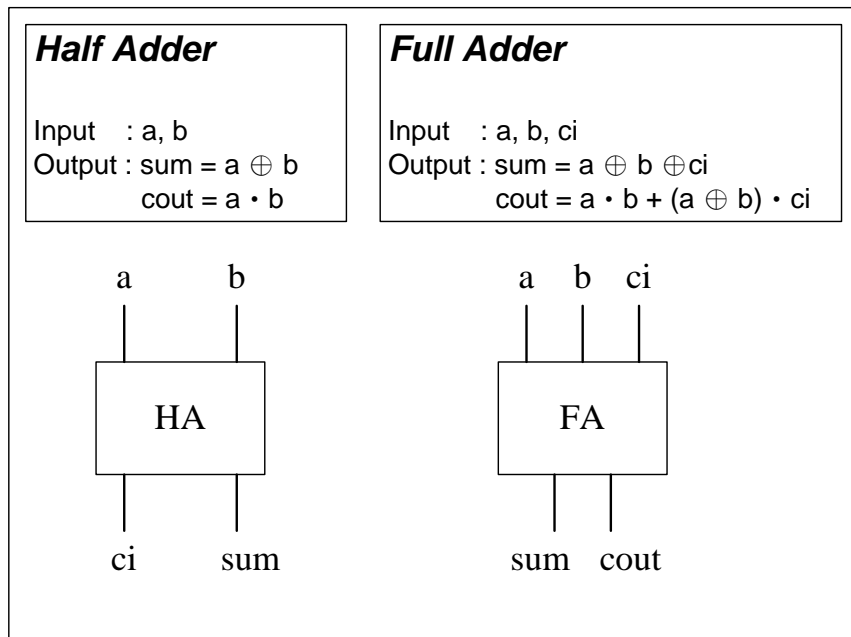 Half Adder
Input : a, b
Output : sum = a ⊕ b
cout = a · b
Full Adder
Input : a, b, ci
Output : sum = a ⊕ b ⊕ci
cout = a · b + (a ⊕ b) · ci
a b
HA
ci sum
a b ci
FA
sum cout